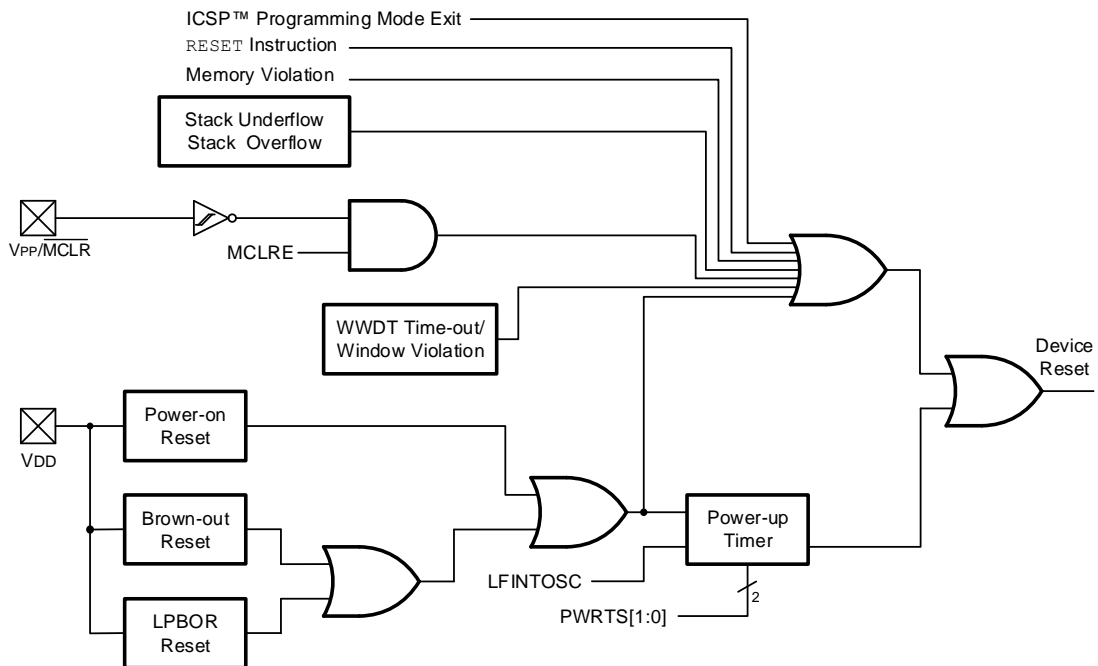 ICSP™ Programming Mode Exit
RESET Instruction
Memory Violation
Stack Underflow
Stack Overflow
VPP/MCLR
MCLRE
WWDT Time-out/
Window Violation
Device
Reset
Power-on
Reset
VDD
Brown-out
Reset
Power-up
Timer
LFINTOSC
2
PWRTS[1:0]
LPBOR
Reset